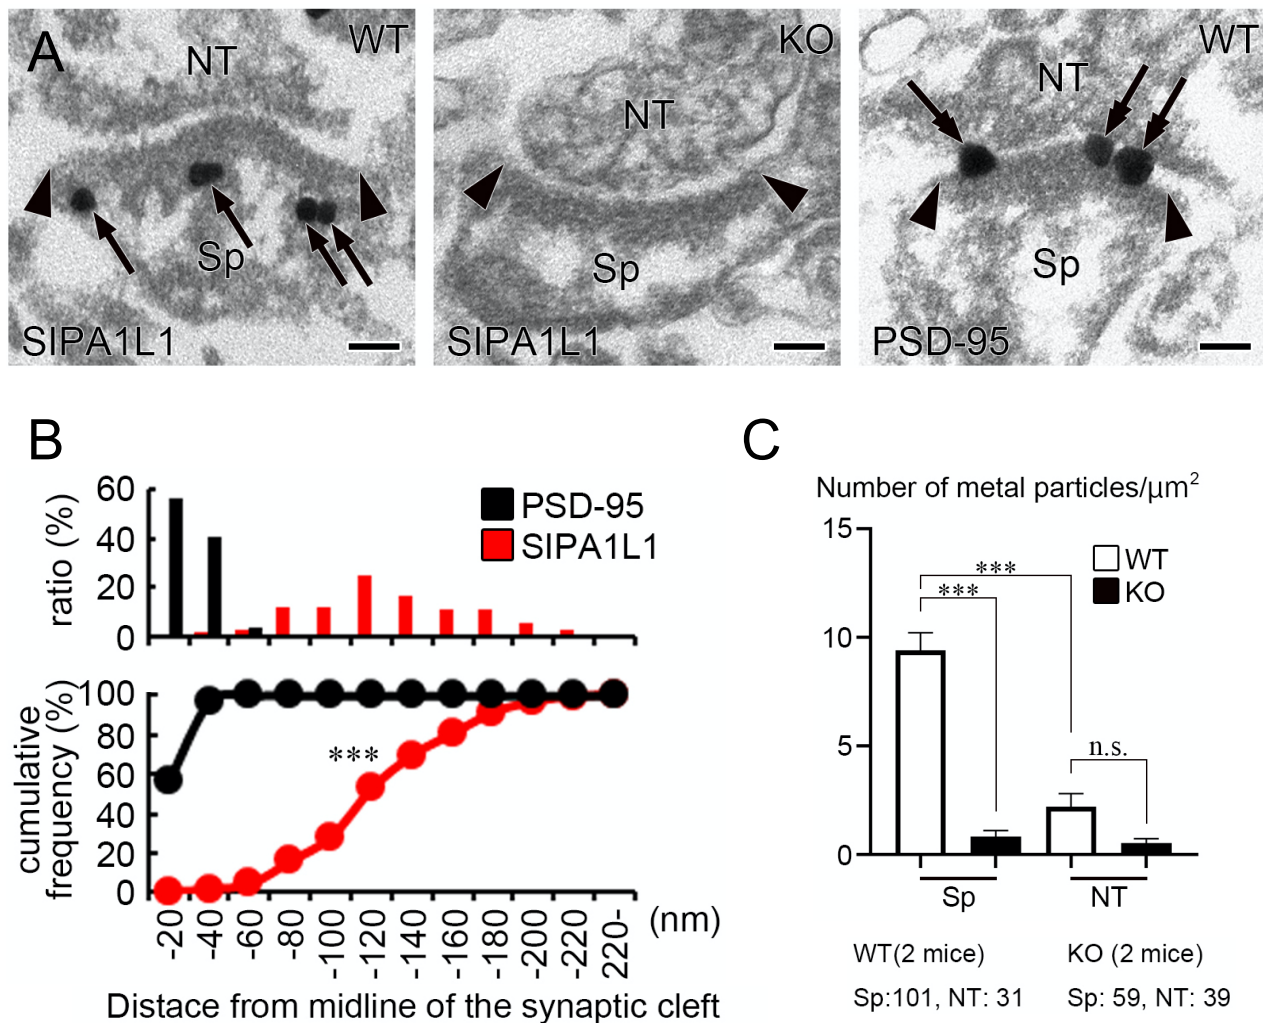 A
WT
NT
Sp
SIPA1L1
KO
NT
Sp
SIPA1L1
WT
NT
Sp
PSD-95
B
ratio (%)
60
40
20
0
PSD-95
SIPA1L1
cumulative
frequency (%)
100
80
60
40
20
0
***
-20
-40
-60
-80
-100
-120
-140
-160
-180
-200
-220
220-
(nm)
Distace from midline of the synaptic cleft
C
Number of metal particles/µm2
15
10
5
0
WT
KO
***
***
n.s.
Sp
NT
WT(2 mice)
KO (2 mice)
Sp:101, NT: 31
Sp: 59, NT: 39